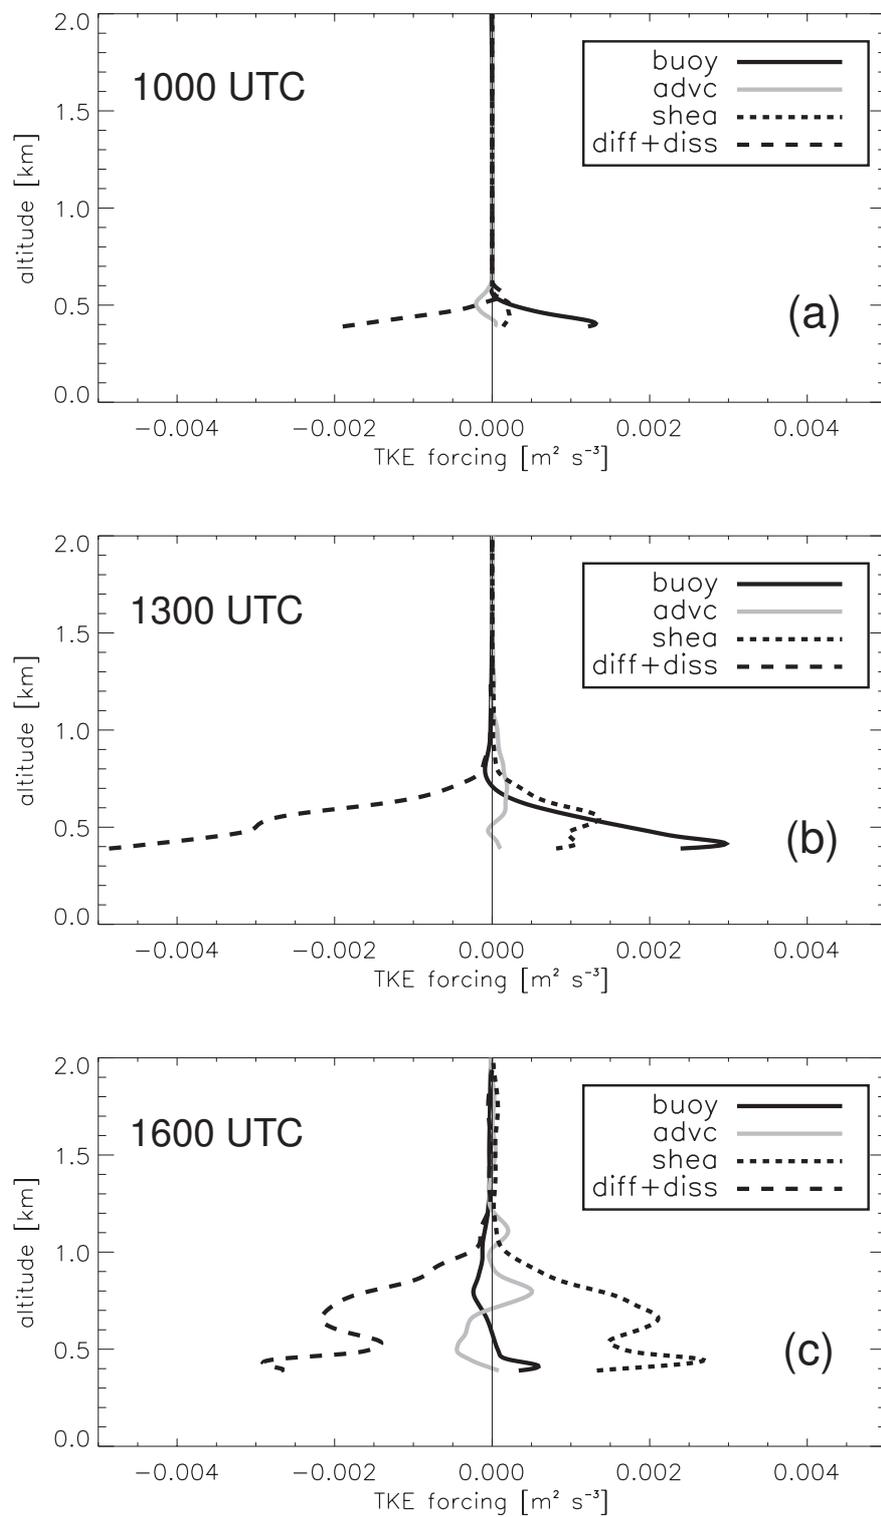 2.0
1000 UTC
buoy
advc
shea
diff+diss
1.5
altitude [km]
1.0
0.5
(a)
0.0
−0.004 −0.002 0.000 0.002 0.004
TKE forcing [m² s⁻³]
2.0
1300 UTC
buoy
advc
shea
diff+diss
1.5
altitude [km]
1.0
0.5
(b)
0.0
−0.004 −0.002 0.000 0.002 0.004
TKE forcing [m² s⁻³]
2.0
1600 UTC
buoy
advc
shea
diff+diss
1.5
altitude [km]
1.0
0.5
(c)
0.0
−0.004 −0.002 0.000 0.002 0.004
TKE forcing [m² s⁻³]